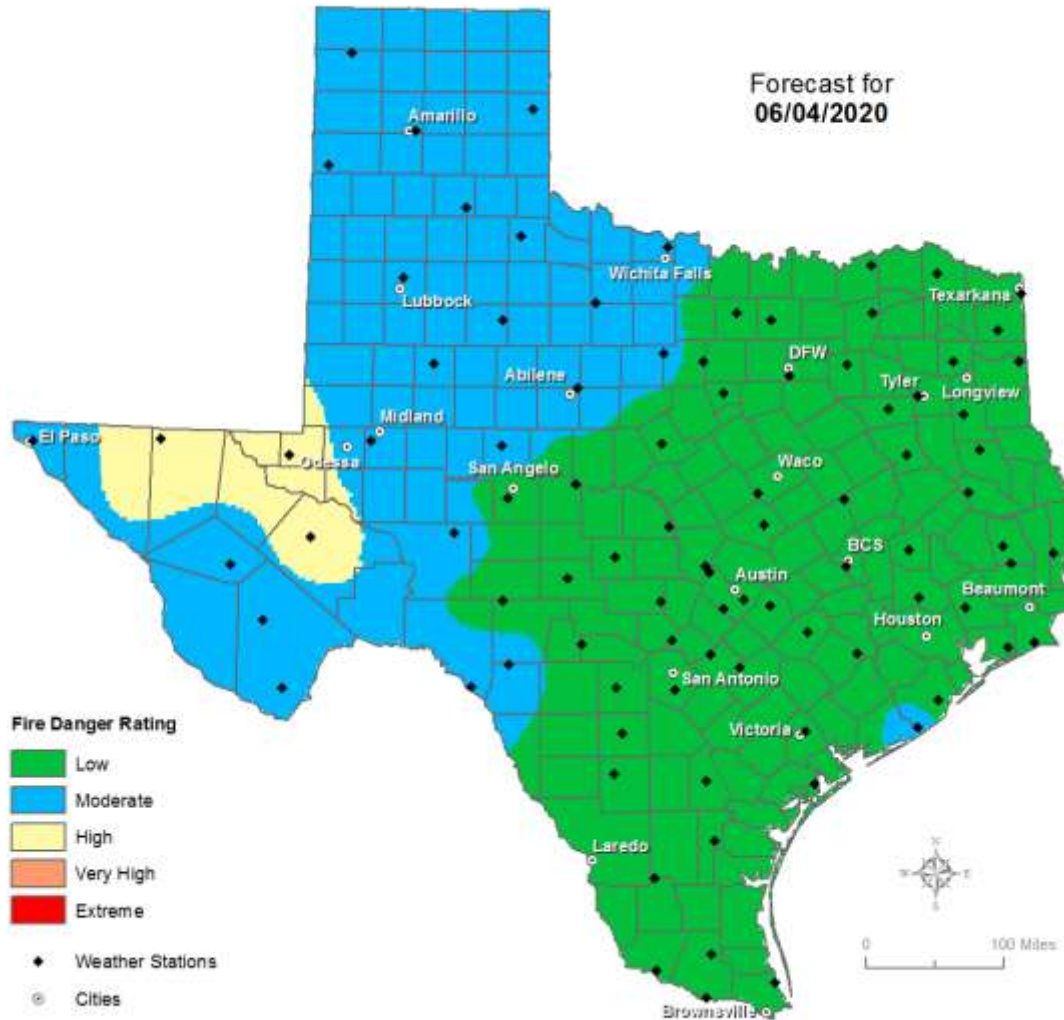 Forecast for
06/04/2020
Amarillo
Wichita Falls
Lubbock
Texarkana
DFW
Abilene
Tyler
Longview
Midland
El Paso
Odessa
San Angelo
Waco
BCS
Austin
Beaumont
Houston
San Antonio
Victoria
Laredo
Brownsville
Fire Danger Rating
Low
Moderate
High
Very High
Extreme
Weather Stations
Cities
N
W E
S
0 100 Miles